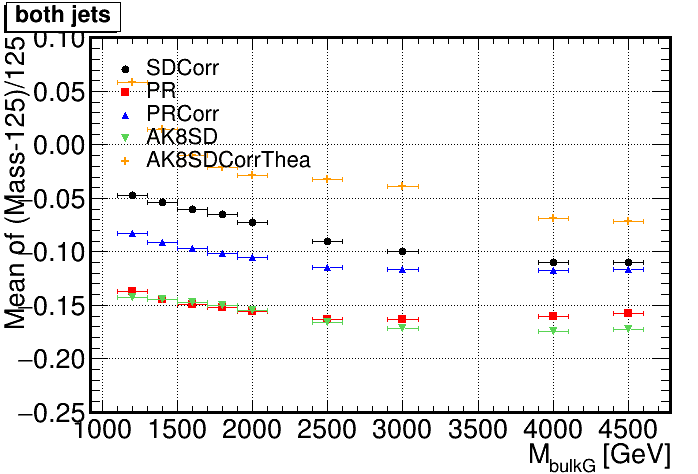 both jets
Mean of (Mass-125)/125
0.10
0.05
0.00
−0.05
−0.10
−0.15
−0.20
−0.25
SDCorr
PR
PRCorr
AK8SD
AK8SDCorrThea
1000 1500 2000 2500 3000 3500 4000 4500
M_bulkG [GeV]